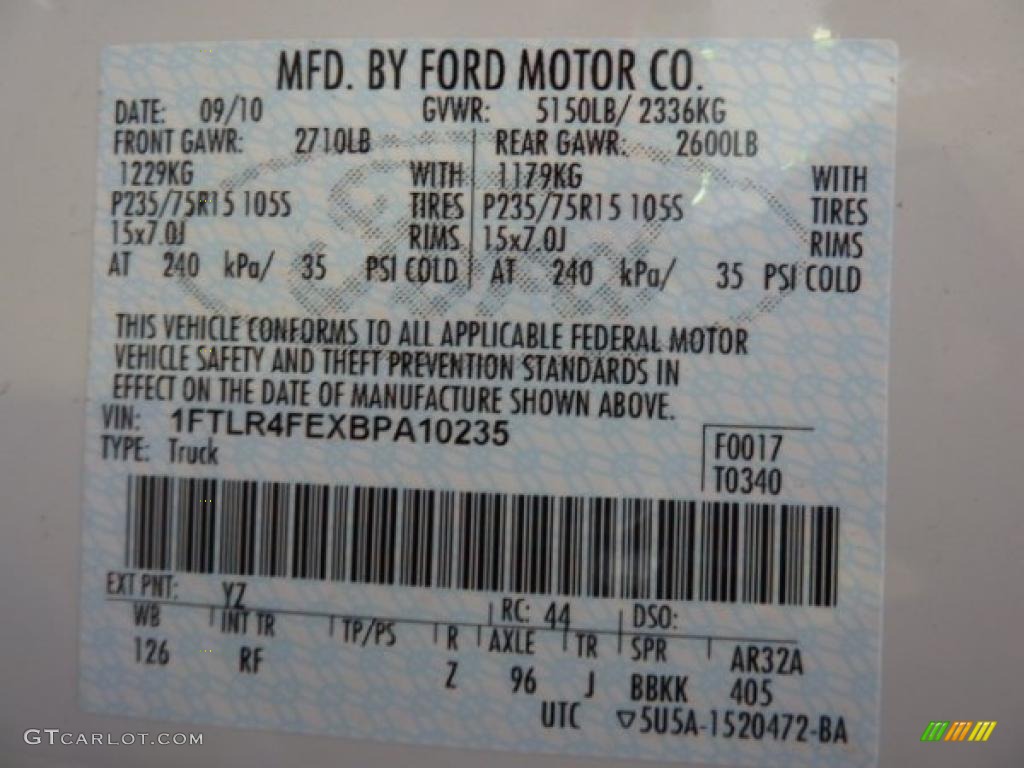 MFD. BY FORD MOTOR CO.
DATE: 09/10 GVWR: 5150LB/ 2336KG
FRONT GAWR: 2710LB REAR GAWR: 2600LB
1229KG WITH 1179KG WITH
P235/75R15 105S TIRES P235/75R15 105S TIRES
15x7.0J RIMS 15x7.0J RIMS
AT 240 kPa/ 35 PSI COLD AT 240 kPa/ 35 PSI COLD
THIS VEHICLE CONFORMS TO ALL APPLICABLE FEDERAL MOTOR
VEHICLE SAFETY AND THEFT PREVENTION STANDARDS IN
EFFECT ON THE DATE OF MANUFACTURE SHOWN ABOVE.
VIN: 1FTLR4FEXBPA10235
TYPE: Truck
F0017
T0340
EXT PNT: YZ RC: 44 DSO:
WB INT TR TP/PS R AXLE TR SPR AR32A
126 RF Z 96 J BBKK 405
UTC ▽5U5A-1520472-BA
GTCARLOT.COM